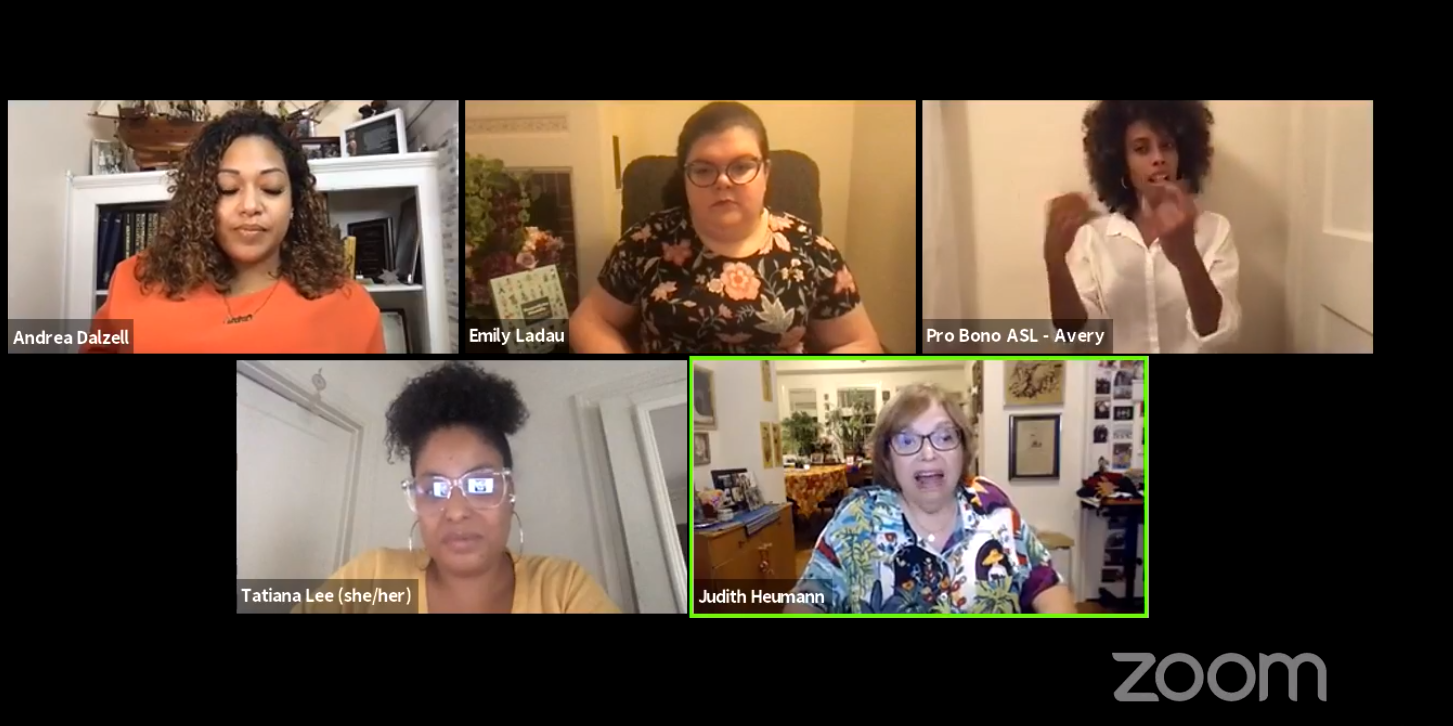 Andrea Dalzell
Emily Ladau
Pro Bono ASL - Avery
Tatiana Lee (she/her)
Judith Heumann
zoom